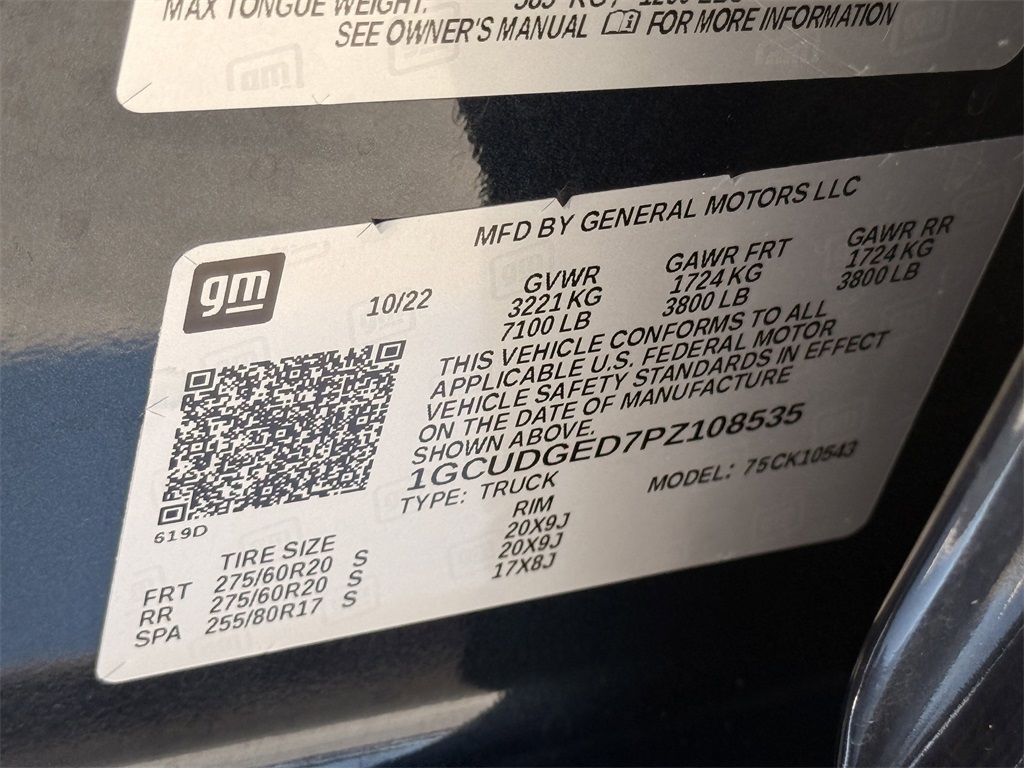 MAX TONGUE WEIGHT:
SEE OWNER'S MANUAL FOR MORE INFORMATION
gm
MFD BY GENERAL MOTORS LLC
gm
10/22
GVWR GAWR FRT GAWR RR
3221 KG 1724 KG 1724 KG
7100 LB 3800 LB 3800 LB
THIS VEHICLE CONFORMS TO ALL
APPLICABLE U.S. FEDERAL MOTOR
VEHICLE SAFETY STANDARDS IN EFFECT
ON THE DATE OF MANUFACTURE
SHOWN ABOVE.
1GCUDGED7PZ108535
TYPE: TRUCK MODEL: 75CK10543
619D
TIRE SIZE RIM
FRT 275/60R20 S 20X9J
RR 275/60R20 S 20X9J
SPA 255/80R17 S 17X8J